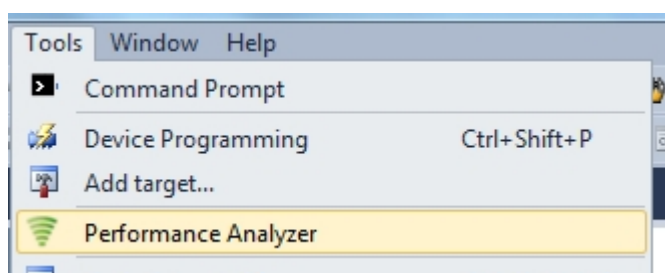 Tools Window Help
Command Prompt
Device Programming Ctrl+Shift+P
Add target...
Performance Analyzer